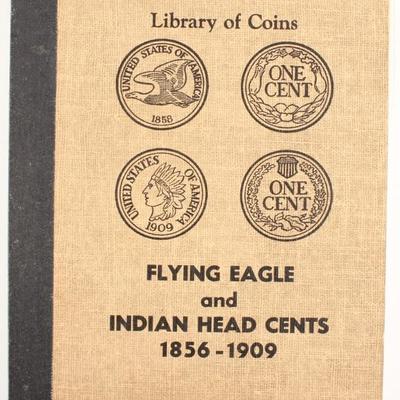 Library of Coins
UNITED STATES OF AMERICA
1858
ONE
CENT
UNITED STATES OF AMERICA
1909
ONE
CENT
FLYING EAGLE
and
INDIAN HEAD CENTS
1856-1909